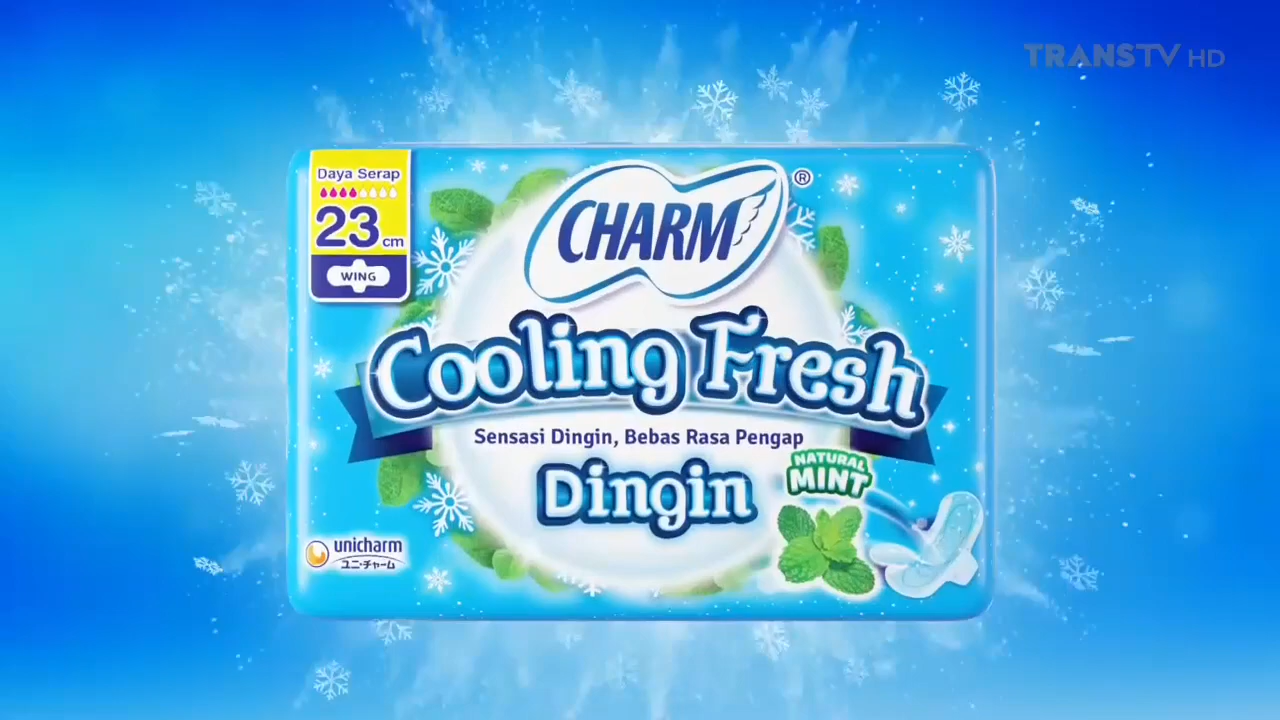 TRANSTV HD
Daya Serap
23 cm
WING
CHARM®
Cooling Fresh
Sensasi Dingin, Bebas Rasa Pengap
Dingin
NATURAL
MINT
unicharm
ユニ・チャーム